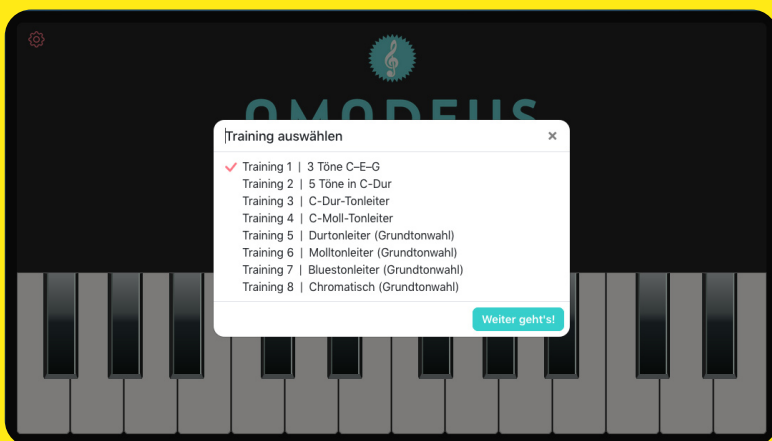 AMADEUS
Training auswählen ×
Training 1 | 3 Töne C–E–G
Training 2 | 5 Töne in C-Dur
Training 3 | C-Dur-Tonleiter
Training 4 | C-Moll-Tonleiter
Training 5 | Durtonleiter (Grundtonwahl)
Training 6 | Molltonleiter (Grundtonwahl)
Training 7 | Bluestonleiter (Grundtonwahl)
Training 8 | Chromatisch (Grundtonwahl)
Weiter geht's!